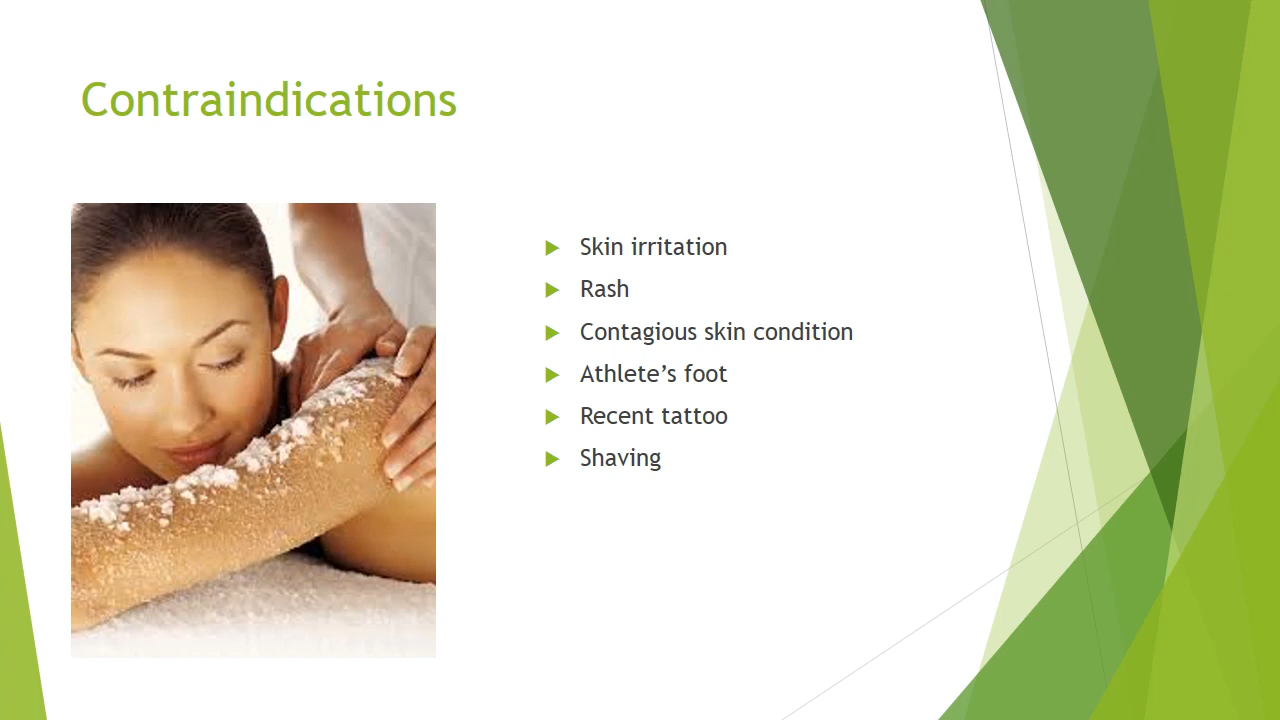 Contraindications
Skin irritation
Rash
Contagious skin condition
Athlete’s foot
Recent tattoo
Shaving